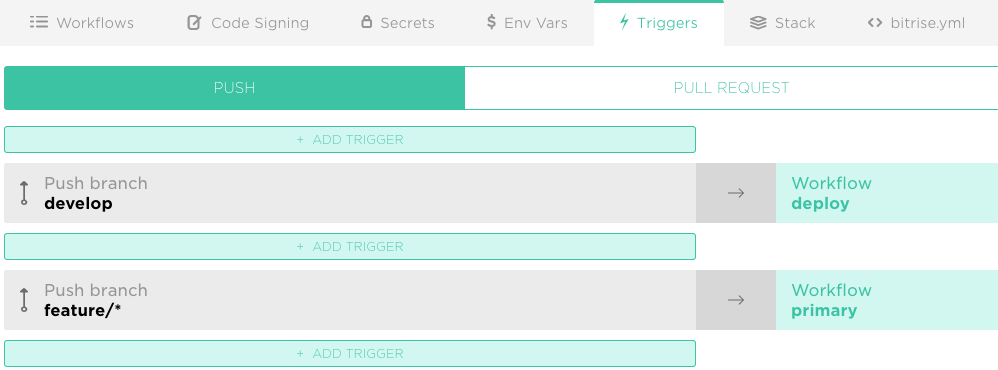 Workflows Code Signing Secrets $ Env Vars Triggers Stack <> bitrise.yml
PUSH PULL REQUEST
+ ADD TRIGGER
Push branch → Workflow
develop deploy
+ ADD TRIGGER
Push branch → Workflow
feature/* primary
+ ADD TRIGGER